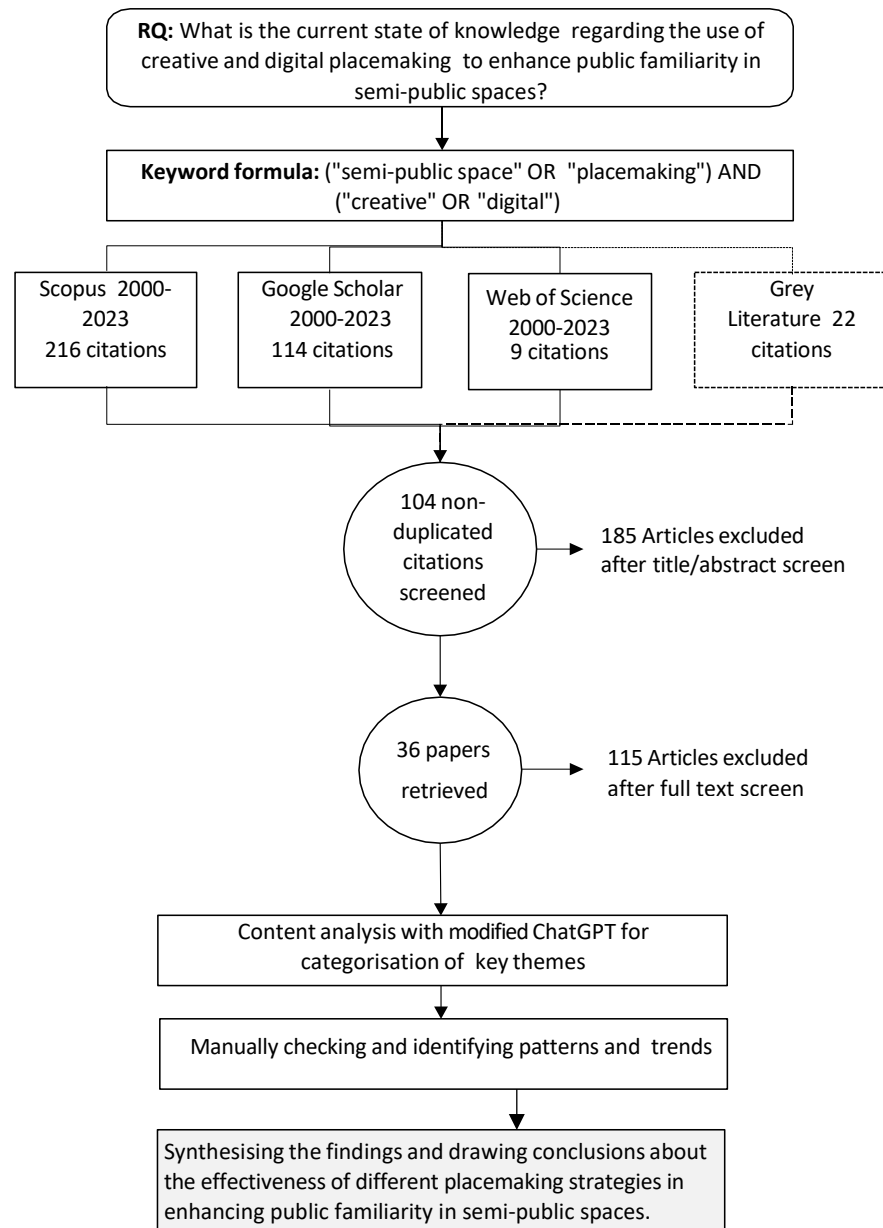 RQ: What is the current state of knowledge regarding the use of
creative and digital placemaking to enhance public familiarity in
semi-public spaces?
Keyword formula: ("semi-public space" OR "placemaking") AND
("creative" OR "digital")
Scopus 2000-
2023
216 citations
Google Scholar
2000-2023
114 citations
Web of Science
2000-2023
9 citations
Grey
Literature 22
citations
104 non-
duplicated
citations
screened
185 Articles excluded
after title/abstract screen
36 papers
retrieved
115 Articles excluded
after full text screen
Content analysis with modified ChatGPT for
categorisation of key themes
Manually checking and identifying patterns and trends
Synthesising the findings and drawing conclusions about
the effectiveness of different placemaking strategies in
enhancing public familiarity in semi-public spaces.